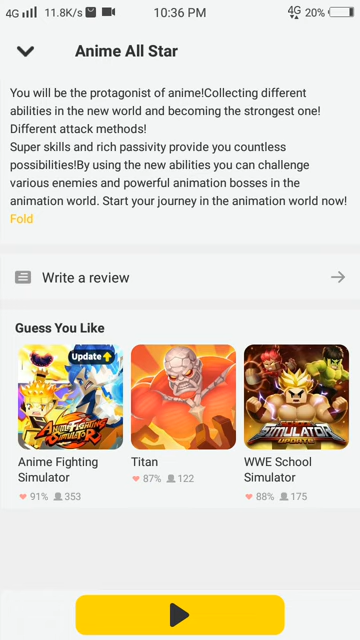 4G 11.8K/s 10:36 PM 4G 20%
Anime All Star
You will be the protagonist of anime!Collecting different
abilities in the new world and becoming the strongest one!
Different attack methods!
Super skills and rich passivity provide you countless
possibilities!By using the new abilities you can challenge
various enemies and powerful animation bosses in the
animation world. Start your journey in the animation world now!
Fold
Write a review
Guess You Like
Update
ANIME FIGHTING
SIMULATOR
SIMULATOR
UPDATE
Anime Fighting
Simulator
91% 353
Titan
87% 122
WWE School
Simulator
88% 175